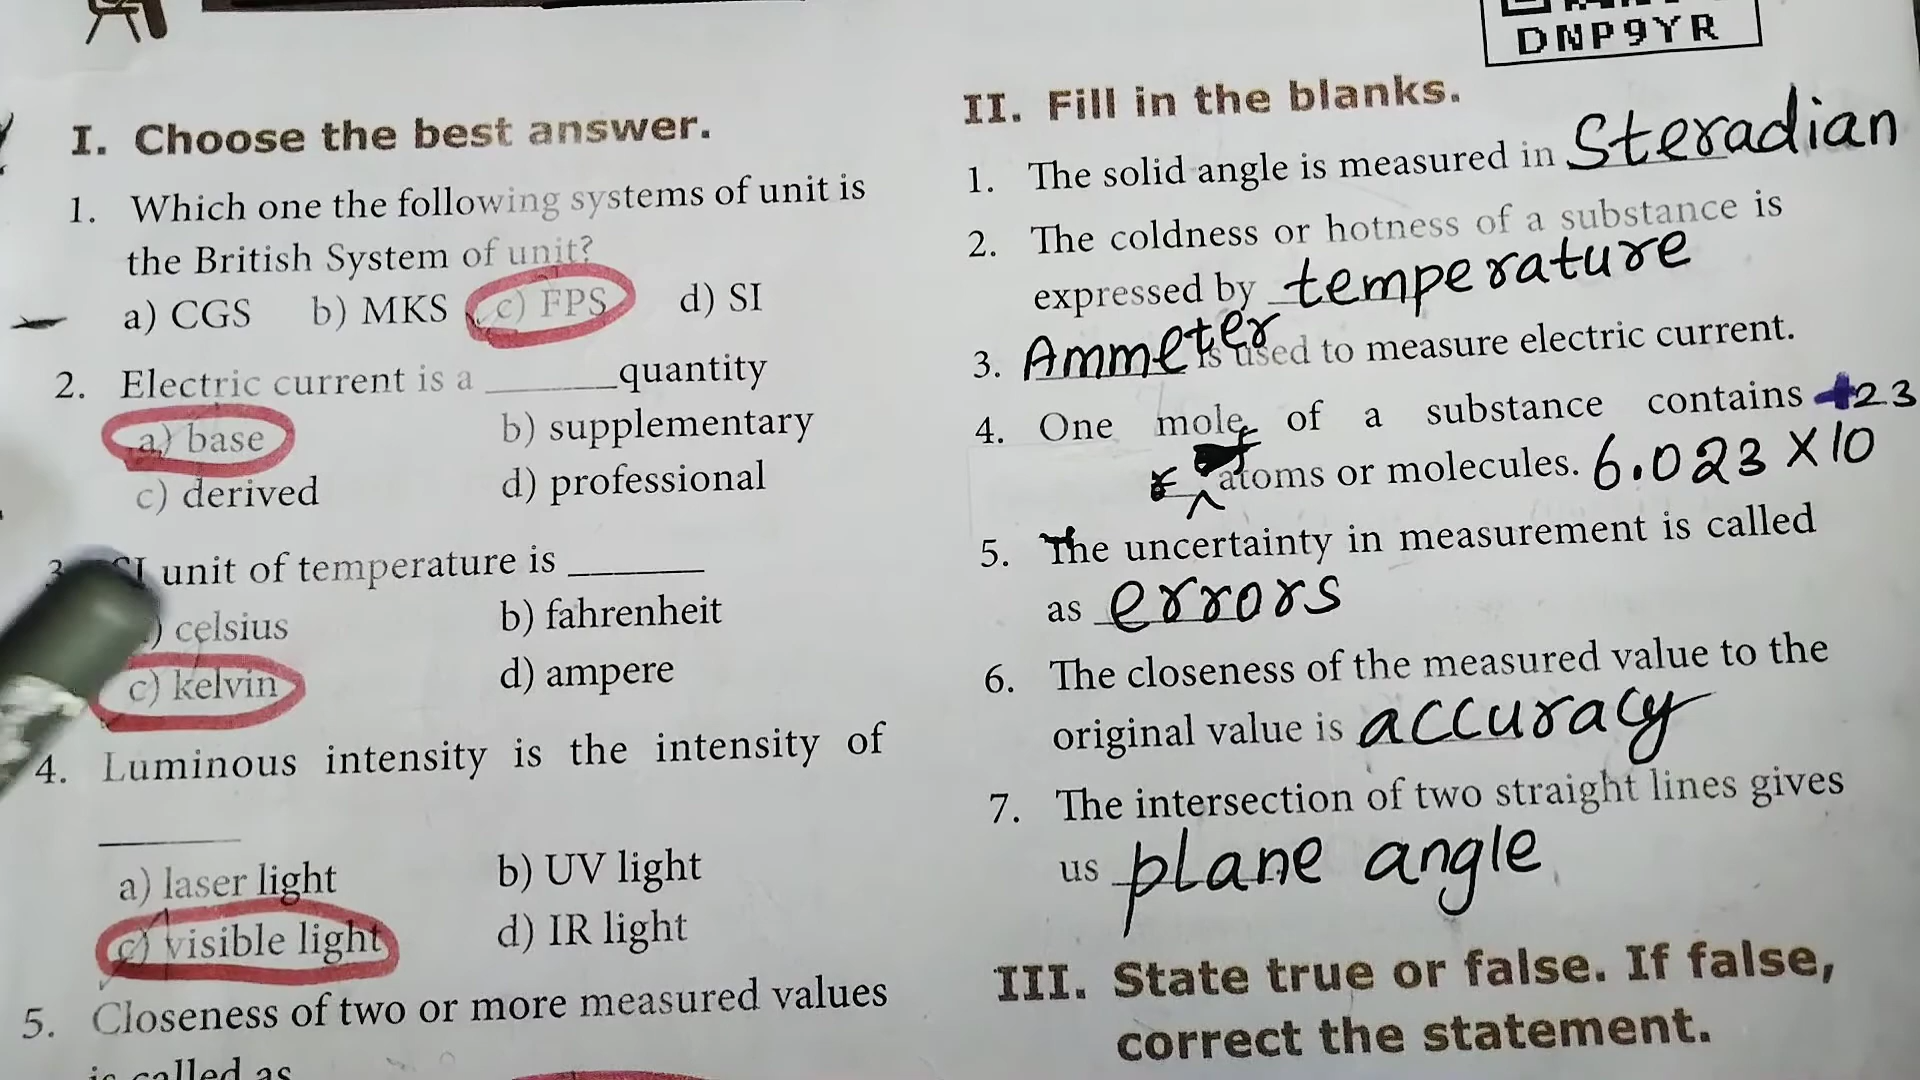 DNP9YR
I. Choose the best answer.
1. Which one the following systems of unit is
the British System of unit?
a) CGS b) MKS c) FPS d) SI
2. Electric current is a ______quantity
a) base b) supplementary
c) derived d) professional
SI unit of temperature is ______
celsius b) fahrenheit
c) kelvin d) ampere
4. Luminous intensity is the intensity of
______
a) laser light b) UV light
c) visible light d) IR light
5. Closeness of two or more measured values
is called as
II. Fill in the blanks.
1. The solid angle is measured in Steradian
2. The coldness or hotness of a substance is
expressed by temperature
3. Ammeter is used to measure electric current.
4. One mole of a substance contains
atoms or molecules. 6.023 X 10 23
5. The uncertainty in measurement is called
as errors
6. The closeness of the measured value to the
original value is accuracy
7. The intersection of two straight lines gives
us plane angle
III. State true or false. If false,
correct the statement.